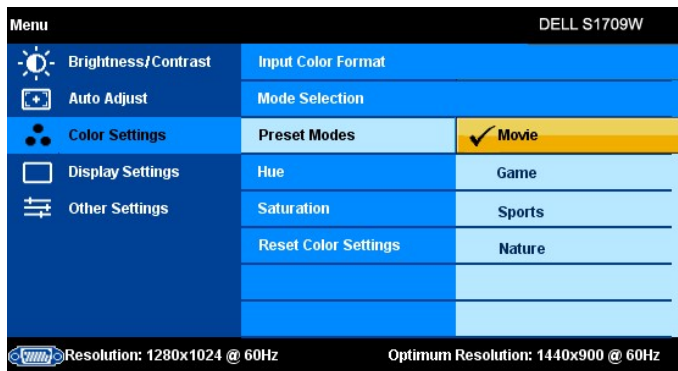 Menu DELL S1709W
Brightness/Contrast Input Color Format
Auto Adjust Mode Selection
Color Settings Preset Modes Movie
Display Settings Hue Game
Other Settings Saturation Sports
Reset Color Settings Nature
Resolution: 1280x1024 @ 60Hz Optimum Resolution: 1440x900 @ 60Hz